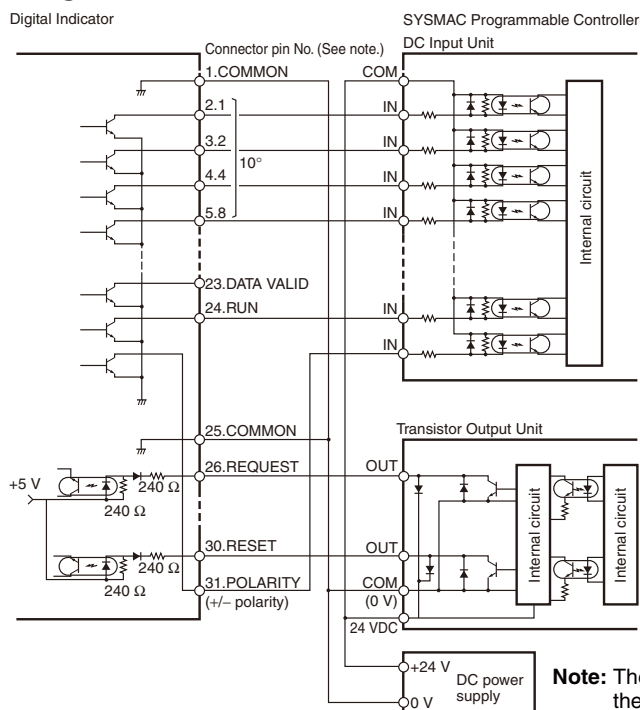 Digital Indicator
SYSMAC Programmable Controller
Connector pin No. (See note.)
DC Input Unit
1.COMMON
COM
2.1
IN
3.2
IN
10°
4.4
IN
5.8
IN
Internal circuit
23.DATA VALID
24.RUN
IN
IN
25.COMMON
Transistor Output Unit
26.REQUEST
OUT
+5 V
240 Ω
240 Ω
Internal circuit
Internal circuit
30.RESET
OUT
240 Ω
240 Ω
31.POLARITY
(+/– polarity)
COM
(0 V)
24 VDC
+24 V
DC power
supply
0 V
Note: The
the